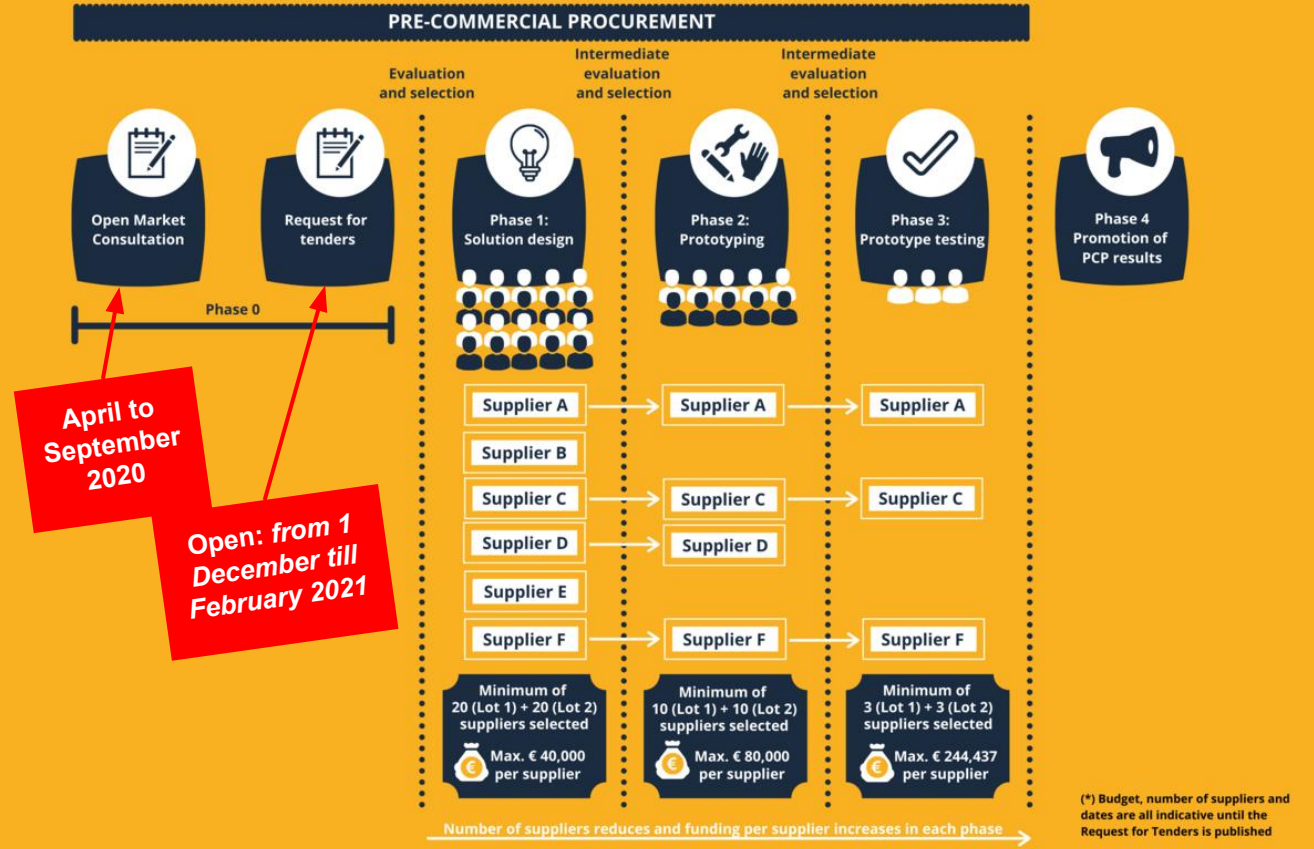 PRE-COMMERCIAL PROCUREMENT
Evaluation
and selection
Intermediate
evaluation
and selection
Intermediate
evaluation
and selection
Open Market
Consultation
Request for
tenders
Phase 1:
Solution design
Phase 2:
Prototyping
Phase 3:
Prototype testing
Phase 4
Promotion of
PCP results
Phase 0
April to
September
2020
Open: from 1
December till
February 2021
Supplier A
Supplier A
Supplier A
Supplier B
Supplier C
Supplier C
Supplier C
Supplier D
Supplier D
Supplier E
Supplier F
Supplier F
Supplier F
Minimum of
20 (Lot 1) + 20 (Lot 2)
suppliers selected
€
Max. € 40,000
per supplier
Minimum of
10 (Lot 1) + 10 (Lot 2)
suppliers selected
€
Max. € 80,000
per supplier
Minimum of
3 (Lot 1) + 3 (Lot 2)
suppliers selected
€
Max. € 244,437
per supplier
Number of suppliers reduces and funding per supplier increases in each phase
(*) Budget, number of suppliers and
dates are all indicative until the
Request for Tenders is published